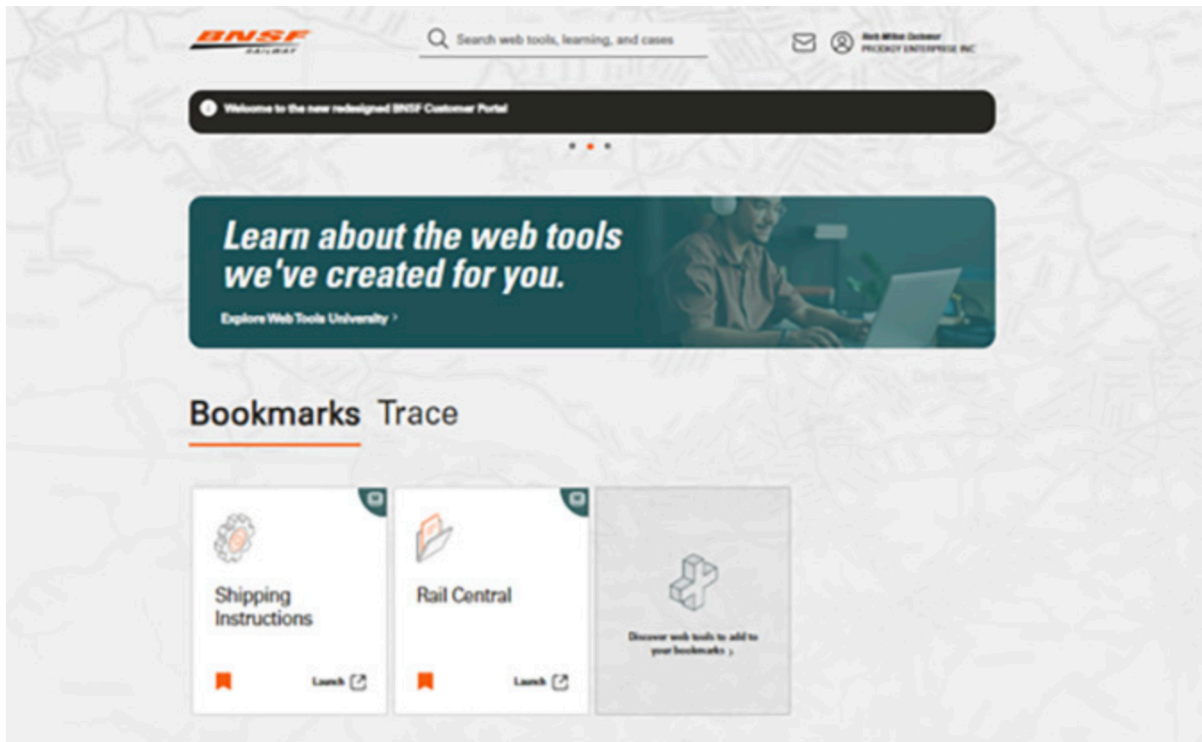 BNSF
RAILWAY
Search web tools, learning, and cases
Customer
PRODIGY ENTERPRISE INC
Welcome to the new redesigned BNSF Customer Portal
Learn about the web tools
we've created for you.
Explore Web Tools University >
Bookmarks Trace
Shipping
Instructions
Launch
Rail Central
Launch
Discover web tools to add to
your bookmarks >